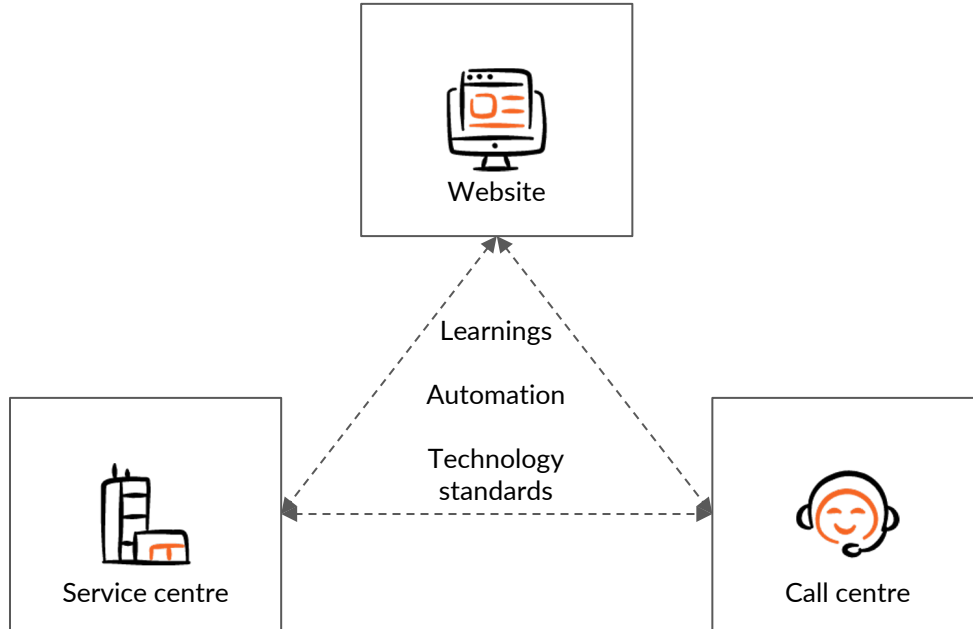 Website
Learnings
Automation
Technology
standards
Service centre
Call centre